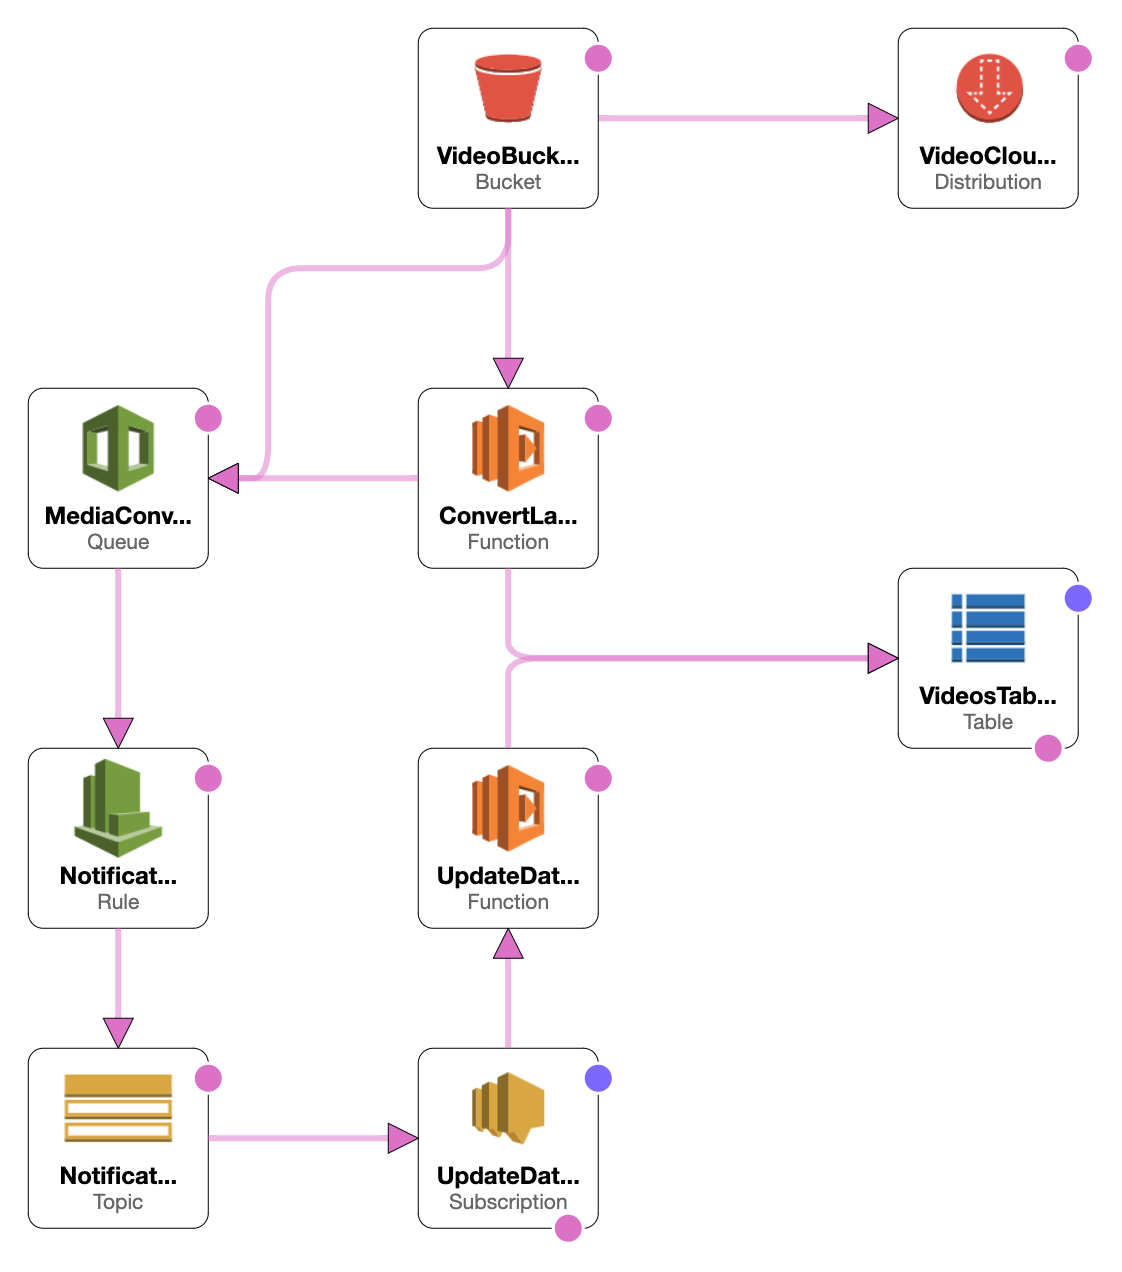 VideoBuck...
Bucket
VideoClou...
Distribution
MediaConv...
Queue
ConvertLa...
Function
VideosTab...
Table
Notificat...
Rule
UpdateDat...
Function
Notificat...
Topic
UpdateDat...
Subscription